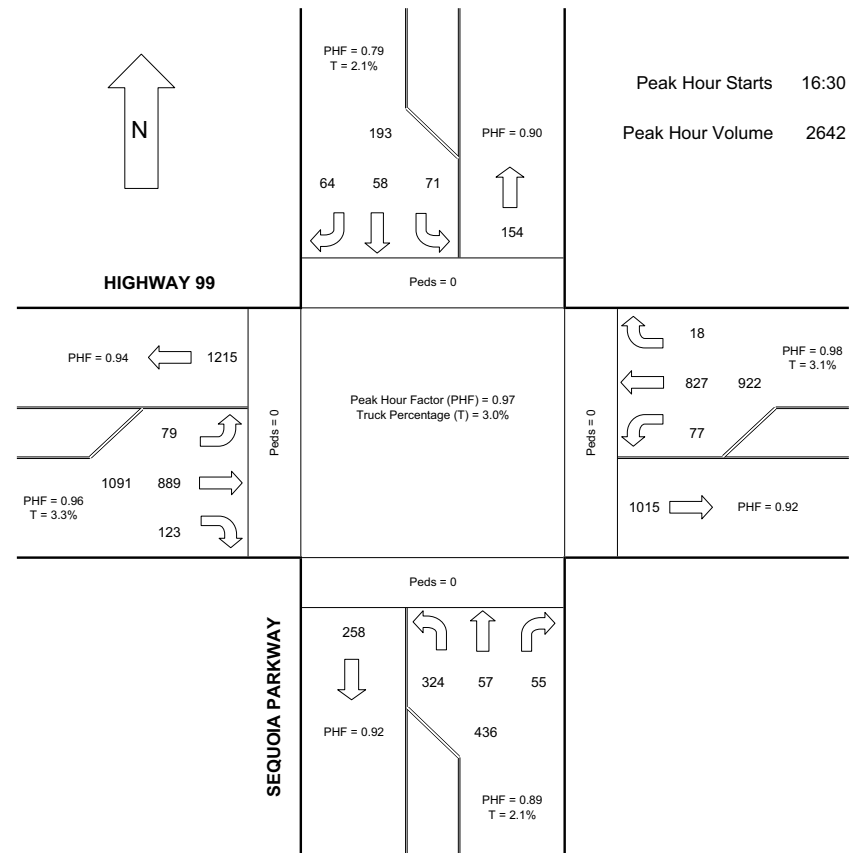 PHF = 0.79
T = 2.1%
Peak Hour Starts 16:30
N
193
PHF = 0.90
Peak Hour Volume 2642
64 58 71
154
HIGHWAY 99
Peds = 0
18
PHF = 0.94 1215
PHF = 0.98
T = 3.1%
827 922
Peak Hour Factor (PHF) = 0.97
Truck Percentage (T) = 3.0%
Peds = 0
Peds = 0
79
77
1091 889
PHF = 0.96
T = 3.3%
123
1015 PHF = 0.92
Peds = 0
SEQUOIA PARKWAY
258
324 57 55
PHF = 0.92
436
PHF = 0.89
T = 2.1%